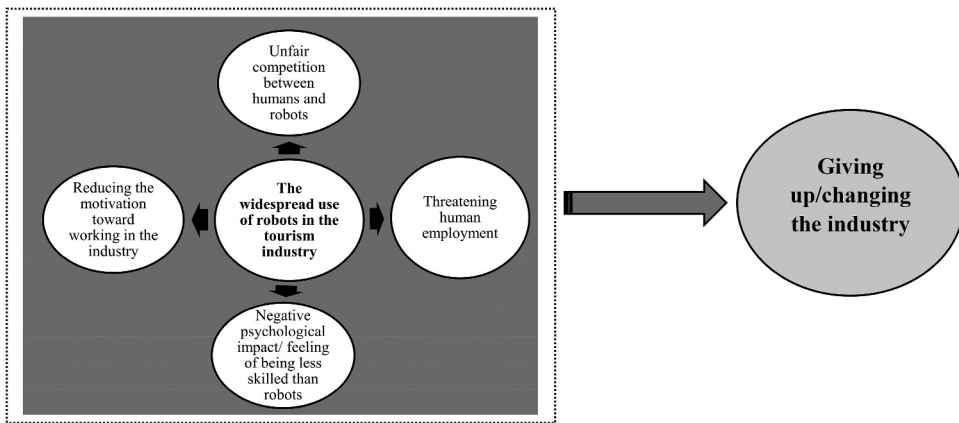 Unfair
competition
between
humans and
robots
Reducing the
motivation
toward
working in the
industry
The
widespread use
of robots in the
tourism
industry
Threatening
human
employment
Negative
psychological
impact/ feeling
of being less
skilled than
robots
Giving
up/changing
the industry